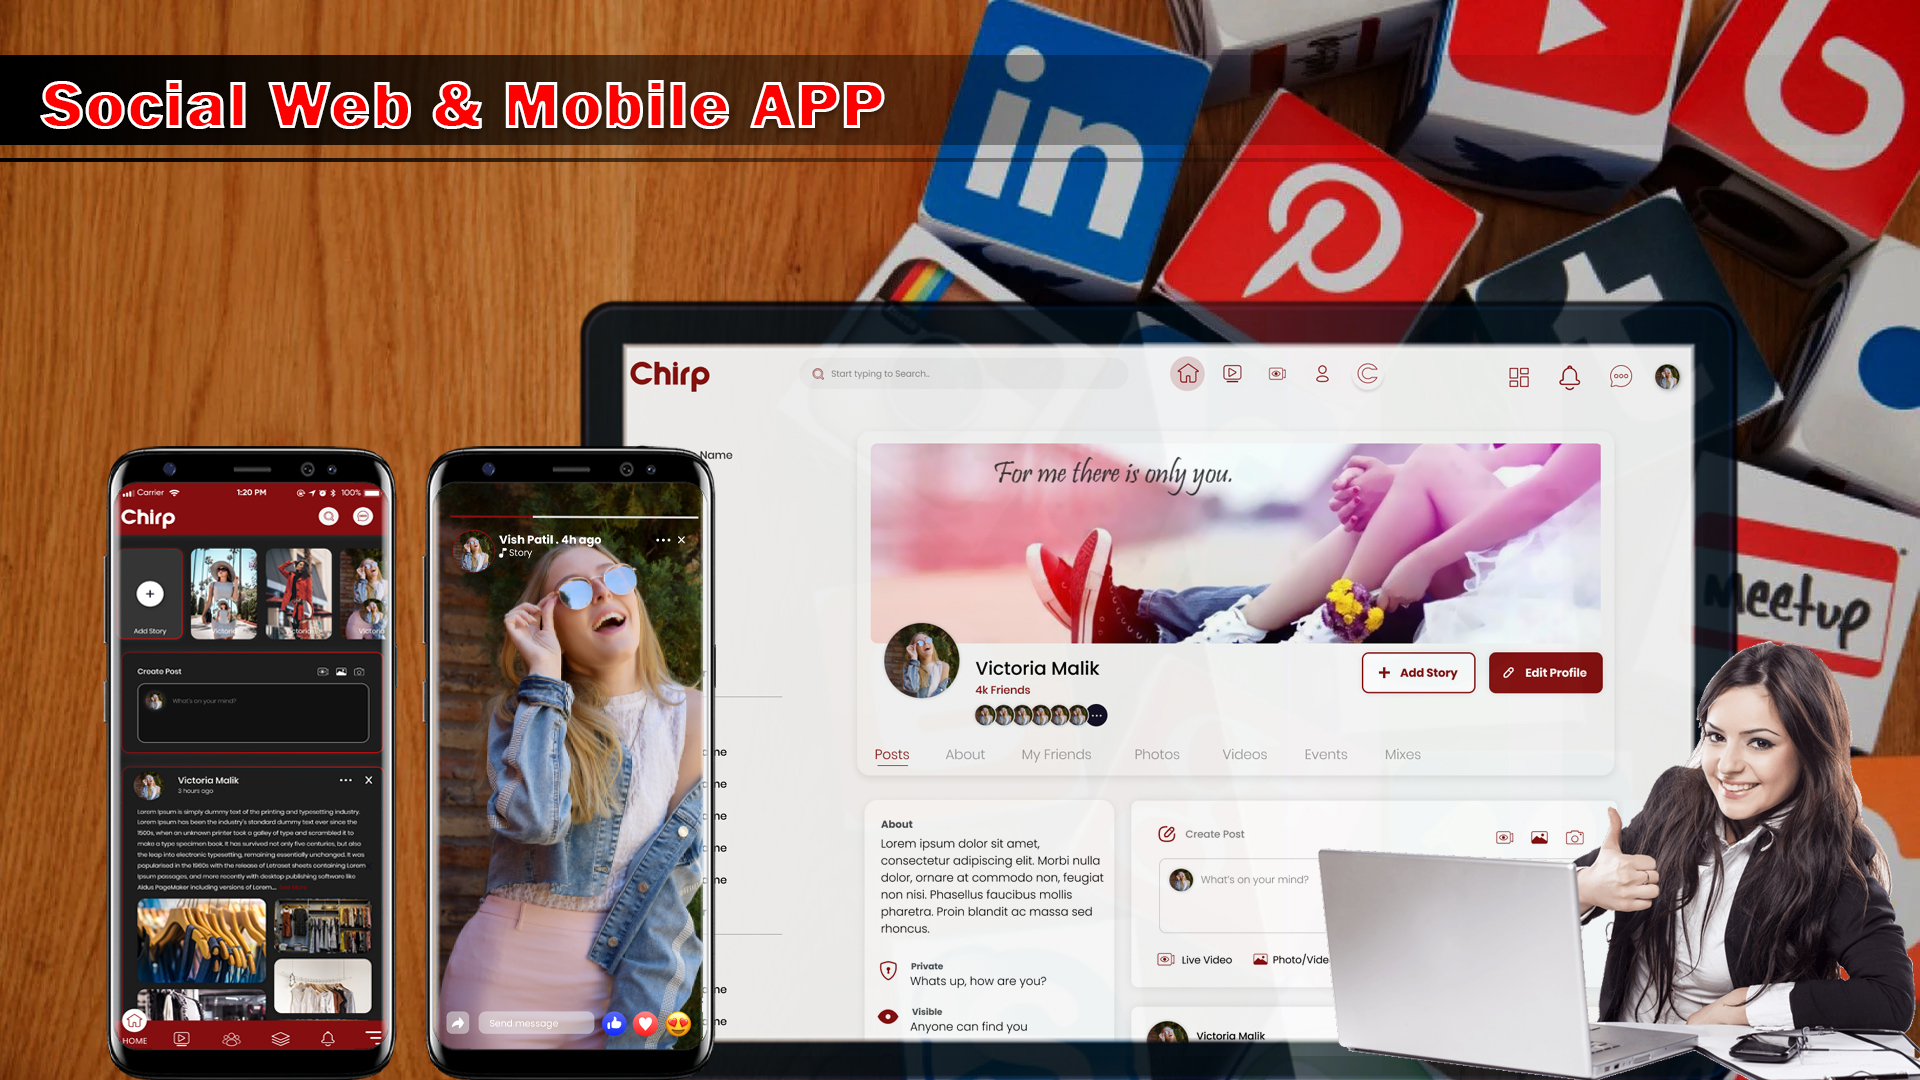 Social Web & Mobile APP
in
Meetup
Chirp
Start typing to Search..
Name
For me there is only you.
Victoria Malik
4k Friends
Add Story
Edit Profile
Posts
About
My Friends
Photos
Videos
Events
Mixes
About
Lorem ipsum dolor sit amet,
consectetur adipiscing elit. Morbi nulla
dolor, ornare at commodo non, feugiat
non nisi. Phasellus faucibus mollis
pharetra. Proin blandit ac massa sed
rhoncus.
Private
Whats up, how are you?
Visible
Anyone can find you
Create Post
What's on your mind?
Live Video
Photo/Vide
Victoria Malik
Carrier
1:20 PM
100%
Chirp
Add Story
Victoria
Create Post
What's on your mind?
Victoria Malik
3 hours ago
Lorem Ipsum is simply dummy text of the printing and typesetting industry.
Lorem Ipsum has been the industry's standard dummy text ever since the
1500s, when an unknown printer took a galley of type and scrambled it to
make a type specimen book. It has survived not only five centuries, but also
the leap into electronic typesetting, remaining essentially unchanged. It was
popularised in the 1960s with the release of Letraset sheets containing Lorem
Ipsum passages, and more recently with desktop publishing software like
Aldus PageMaker including versions of Lorem...
HOME
Vish Patil . 4h ago
Story
Send message
me
me
me
me
me
me
me